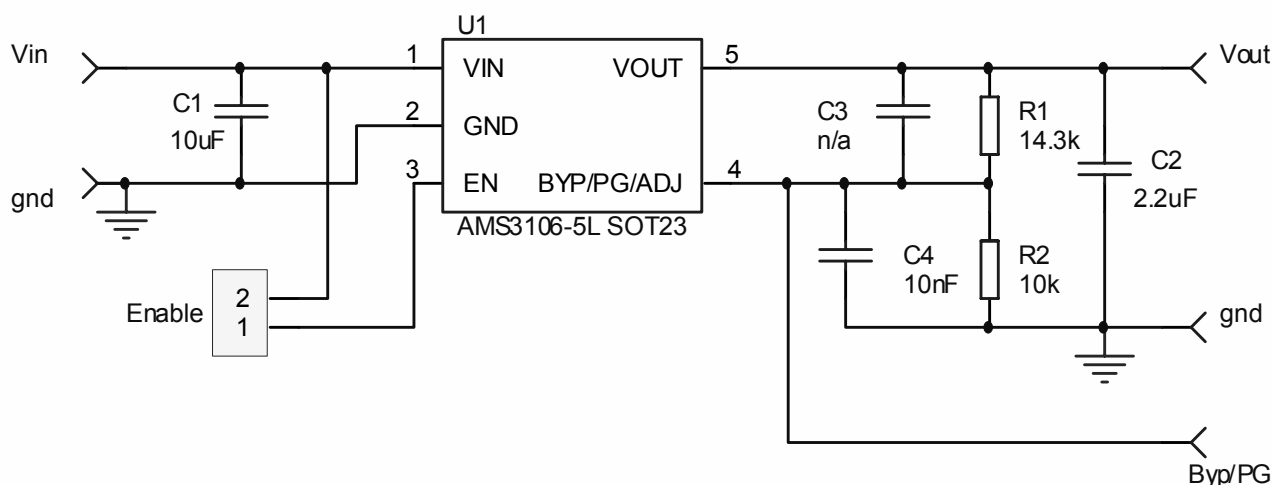 U1
Vin
1
VIN
VOUT
5
Vout
C1
10uF
2
GND
C3
n/a
R1
14.3k
C2
2.2uF
3
EN
BYP/PG/ADJ
4
gnd
AMS3106-5L SOT23
C4
10nF
R2
10k
Enable
2
1
gnd
Byp/PG